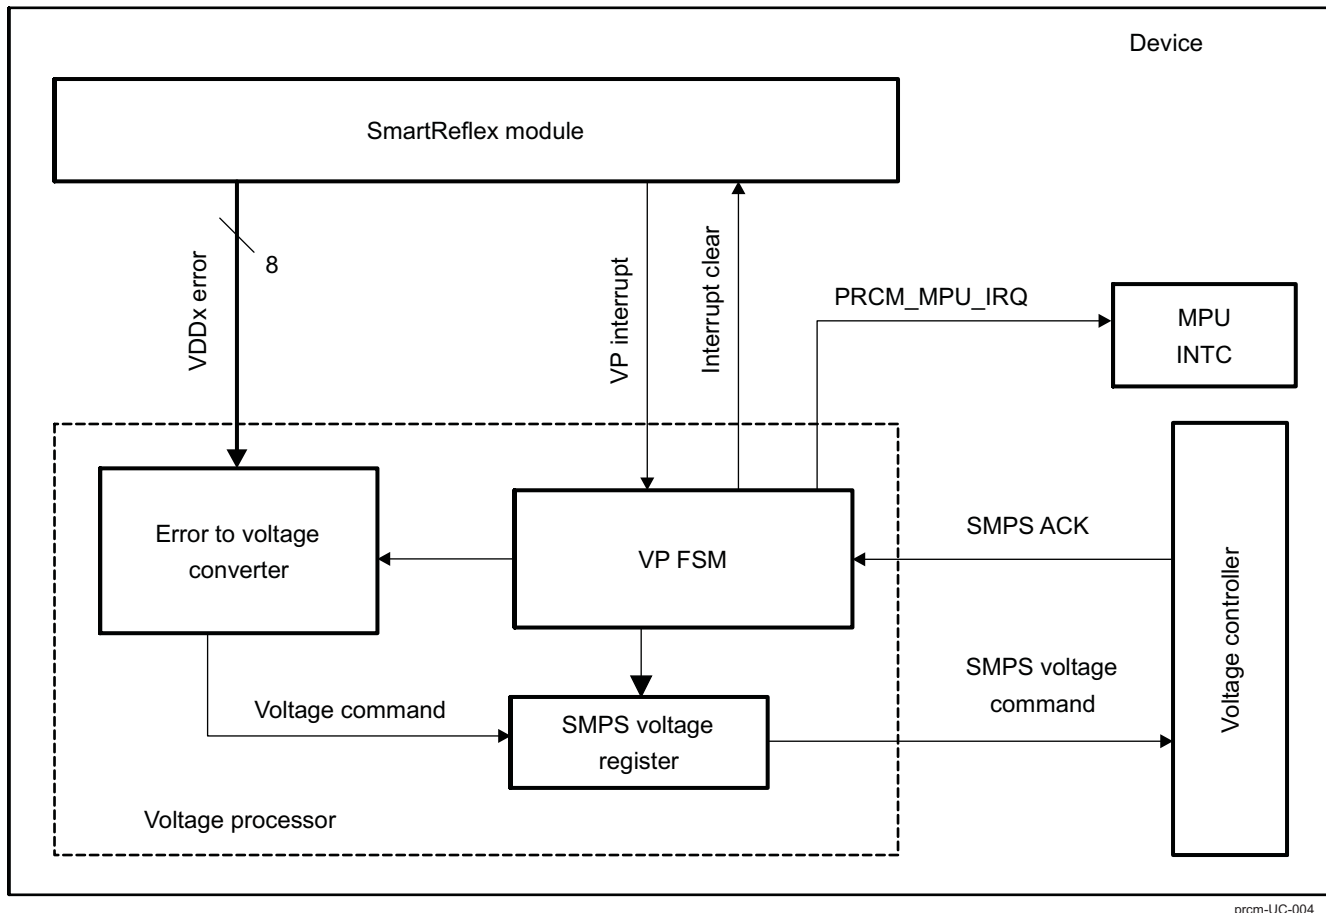 Device
SmartReflex module
8
VDDx error
VP interrupt
Interrupt clear
PRCM_MPU_IRQ
MPU
INTC
Error to voltage
converter
VP FSM
SMPS ACK
Voltage controller
SMPS voltage
command
Voltage command
SMPS voltage
register
Voltage processor
prcm-UC-004